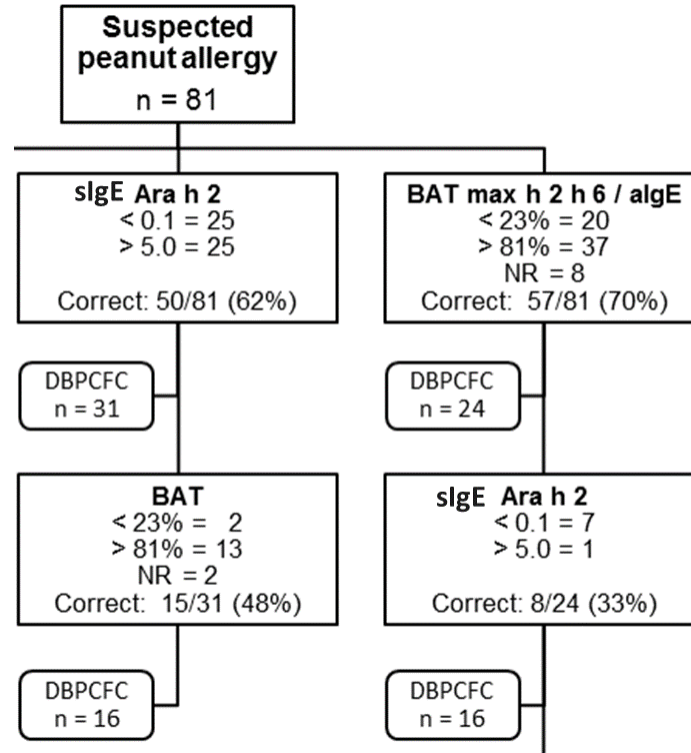 Suspected
peanut allergy
n = 81
sIgE Ara h 2
< 0.1 = 25
> 5.0 = 25
Correct: 50/81 (62%)
DBPCFC
n = 31
BAT
< 23% = 2
> 81% = 13
NR = 2
Correct: 15/31 (48%)
DBPCFC
n = 16
BAT max h 2 h 6 / aIgE
< 23% = 20
> 81% = 37
NR = 8
Correct: 57/81 (70%)
DBPCFC
n = 24
sIgE Ara h 2
< 0.1 = 7
> 5.0 = 1
Correct: 8/24 (33%)
DBPCFC
n = 16